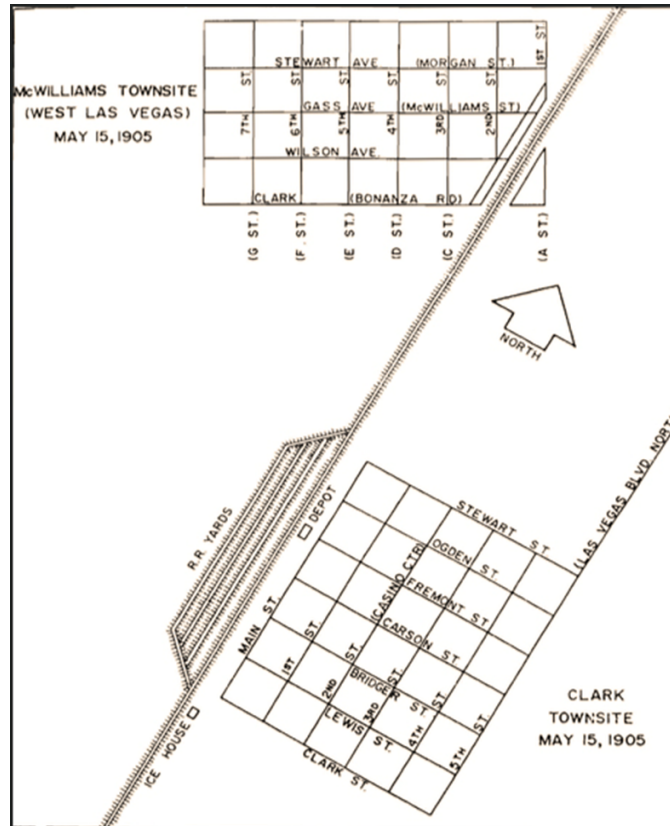 McWILLIAMS TOWNSITE
(WEST LAS VEGAS)
MAY 15, 1905
STEWART AVE (MORGAN ST.)
GASS AVE (McWILLIAMS ST)
WILSON AVE.
CLARK (BONANZA RD)
7TH ST.
6TH ST
5TH ST
4TH ST.
3RD ST
2ND ST
1ST ST.
(G ST.)
(F. ST.)
(E ST)
(D ST.)
(C ST.)
(A ST.)
NORTH
R.R. YARDS
DEPOT
ICE HOUSE
STEWART ST
OGDEN ST.
FREMONT ST
CARSON ST
BRIDGER ST.
LEWIS ST.
CLARK ST.
MAIN ST
1ST ST.
2ND ST.
(CASINO CTR)
3RD ST.
4TH ST
5TH ST
(LAS VEGAS BLVD NORTH
CLARK
TOWNSITE
MAY 15, 1905